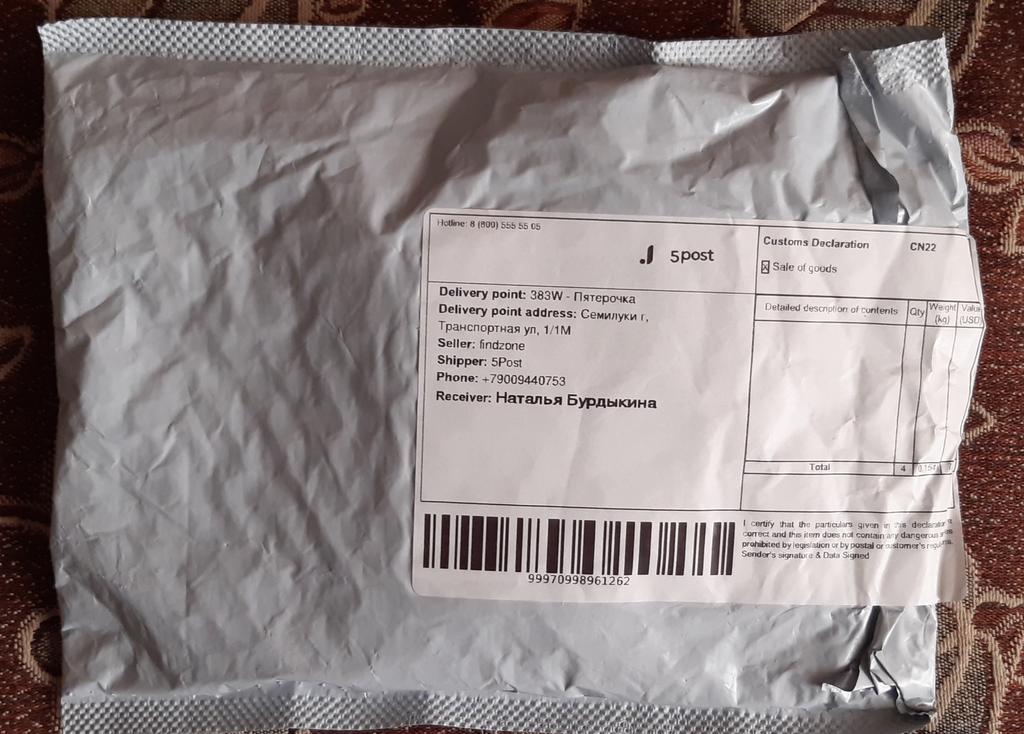 Hotline: 8 (800) 555 55 05
5post
Delivery point: 383W - Пятерочка
Delivery point address: Семилуки г,
Транспортная ул, 1/1М
Seller: findzone
Shipper: 5Post
Phone: +79009440753
Receiver: Наталья Бурдыкина
99970998961262
Customs Declaration CN22
Sale of goods
Detailed description of contents Qty Weight (kg) Value (USD)
Total 4
I certify that the particulars given in this declaration is
correct and this item does not contain any dangerous
prohibited by legislation or by postal or customer's
Sender's signature & Data Signed